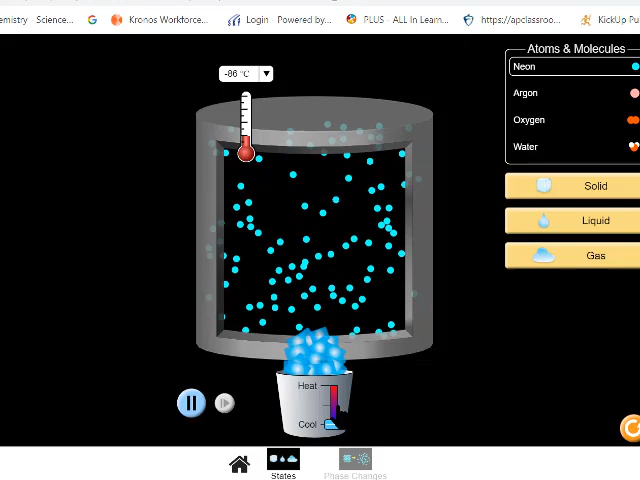 emistry - Science...
Kronos Workforce...
Login - Powered by...
PLUS - ALL In Learn...
https://apclassroo...
KickUp Pu
-86 °C
Atoms & Molecules
Neon
Argon
Oxygen
Water
Solid
Liquid
Gas
Heat
Cool
States
Phase Changes